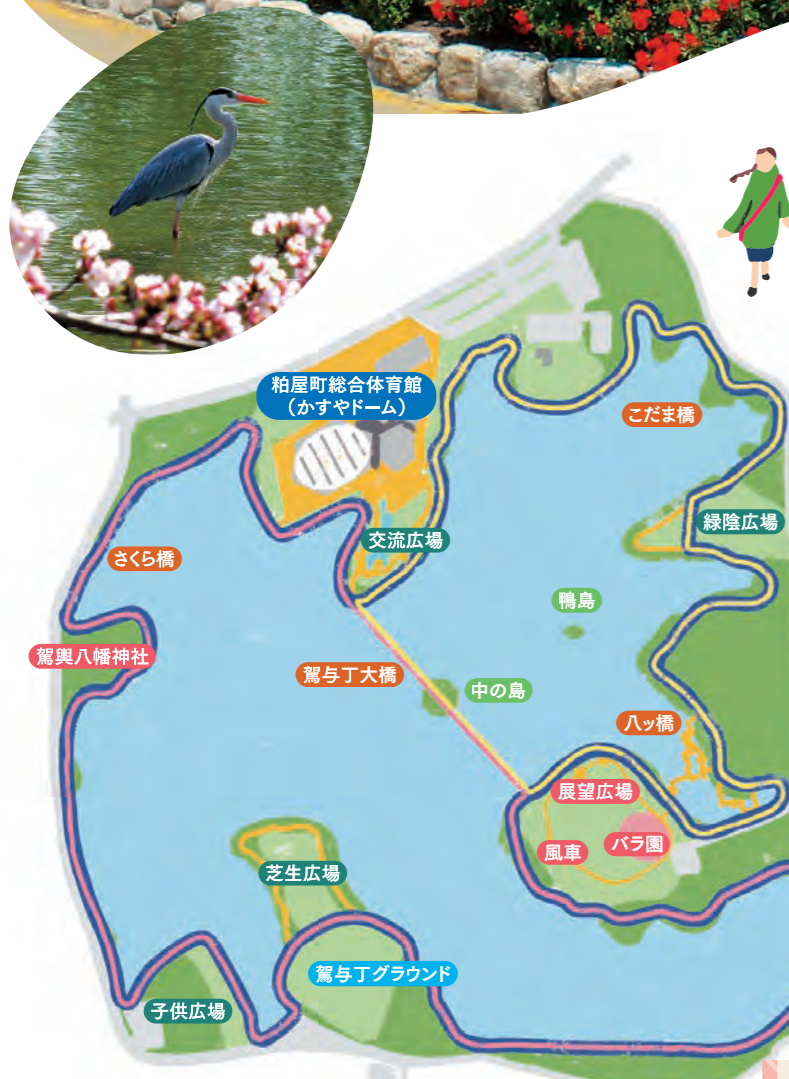 粕屋町総合体育館
（かすやドーム）
こだま橋
緑陰広場
交流広場
さくら橋
鴨島
駕輿八幡神社
駕与丁大橋
中の島
八ッ橋
展望広場
バラ園
風車
芝生広場
駕与丁グラウンド
子供広場